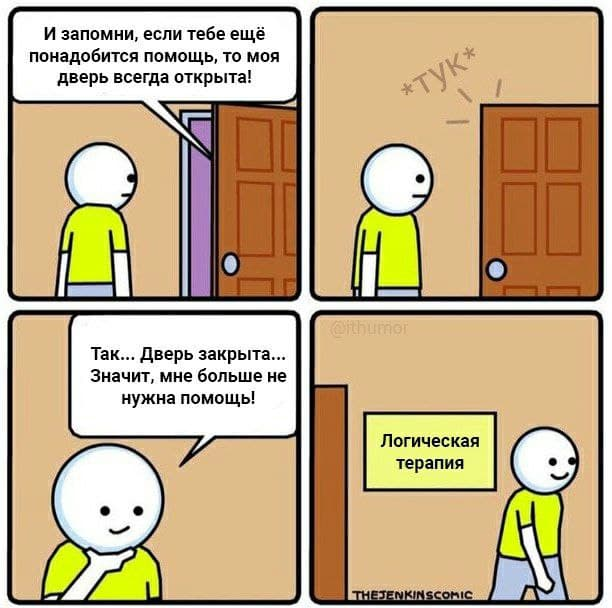 И запомни, если тебе ещё
понадобится помощь, то моя
дверь всегда открыта!
*ТУК*
Так... Дверь закрыта...
Значит, мне больше не
нужна помощь!
@ithumor
Логическая
терапия
THEJENKINSCOMIC